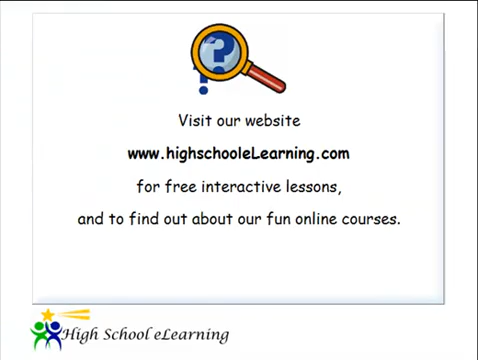 Visit our website
www.highschooleLearning.com
for free interactive lessons,
and to find out about our fun online courses.
High School eLearning